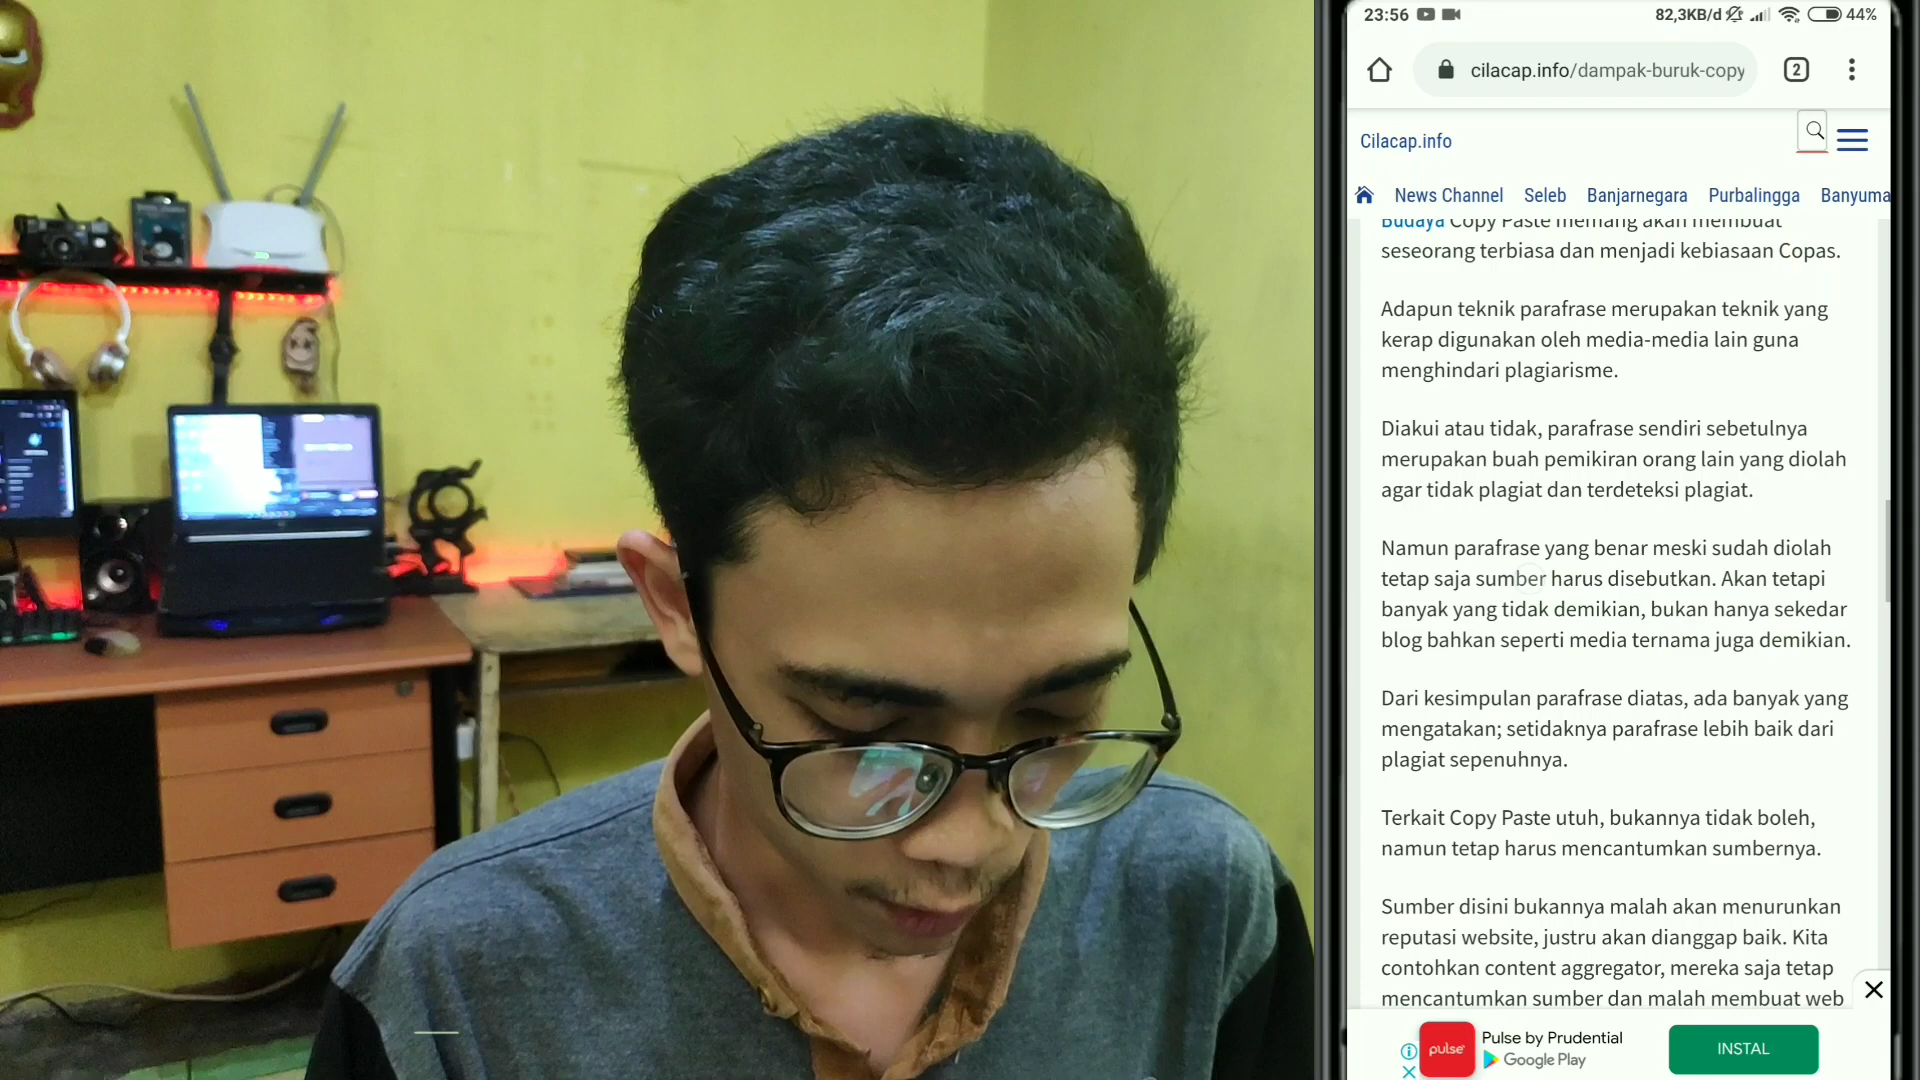 23:56
82,3KB/d
44%
cilacap.info/dampak-buruk-copy
2
Cilacap.info
News Channel
Seleb
Banjarnegara
Purbalingga
Banyuma
Budaya Copy Paste memang akan membuat
seseorang terbiasa dan menjadi kebiasaan Copas.
Adapun teknik parafrase merupakan teknik yang
kerap digunakan oleh media-media lain guna
menghindari plagiarisme.
Diakui atau tidak, parafrase sendiri sebetulnya
merupakan buah pemikiran orang lain yang diolah
agar tidak plagiat dan terdeteksi plagiat.
Namun parafrase yang benar meski sudah diolah
tetap saja sumber harus disebutkan. Akan tetapi
banyak yang tidak demikian, bukan hanya sekedar
blog bahkan seperti media ternama juga demikian.
Dari kesimpulan parafrase diatas, ada banyak yang
mengatakan; setidaknya parafrase lebih baik dari
plagiat sepenuhnya.
Terkait Copy Paste utuh, bukannya tidak boleh,
namun tetap harus mencantumkan sumbernya.
Sumber disini bukannya malah akan menurunkan
reputasi website, justru akan dianggap baik. Kita
contohkan content aggregator, mereka saja tetap
mencantumkan sumber dan malah membuat web
pulse
Pulse by Prudential
Google Play
INSTAL